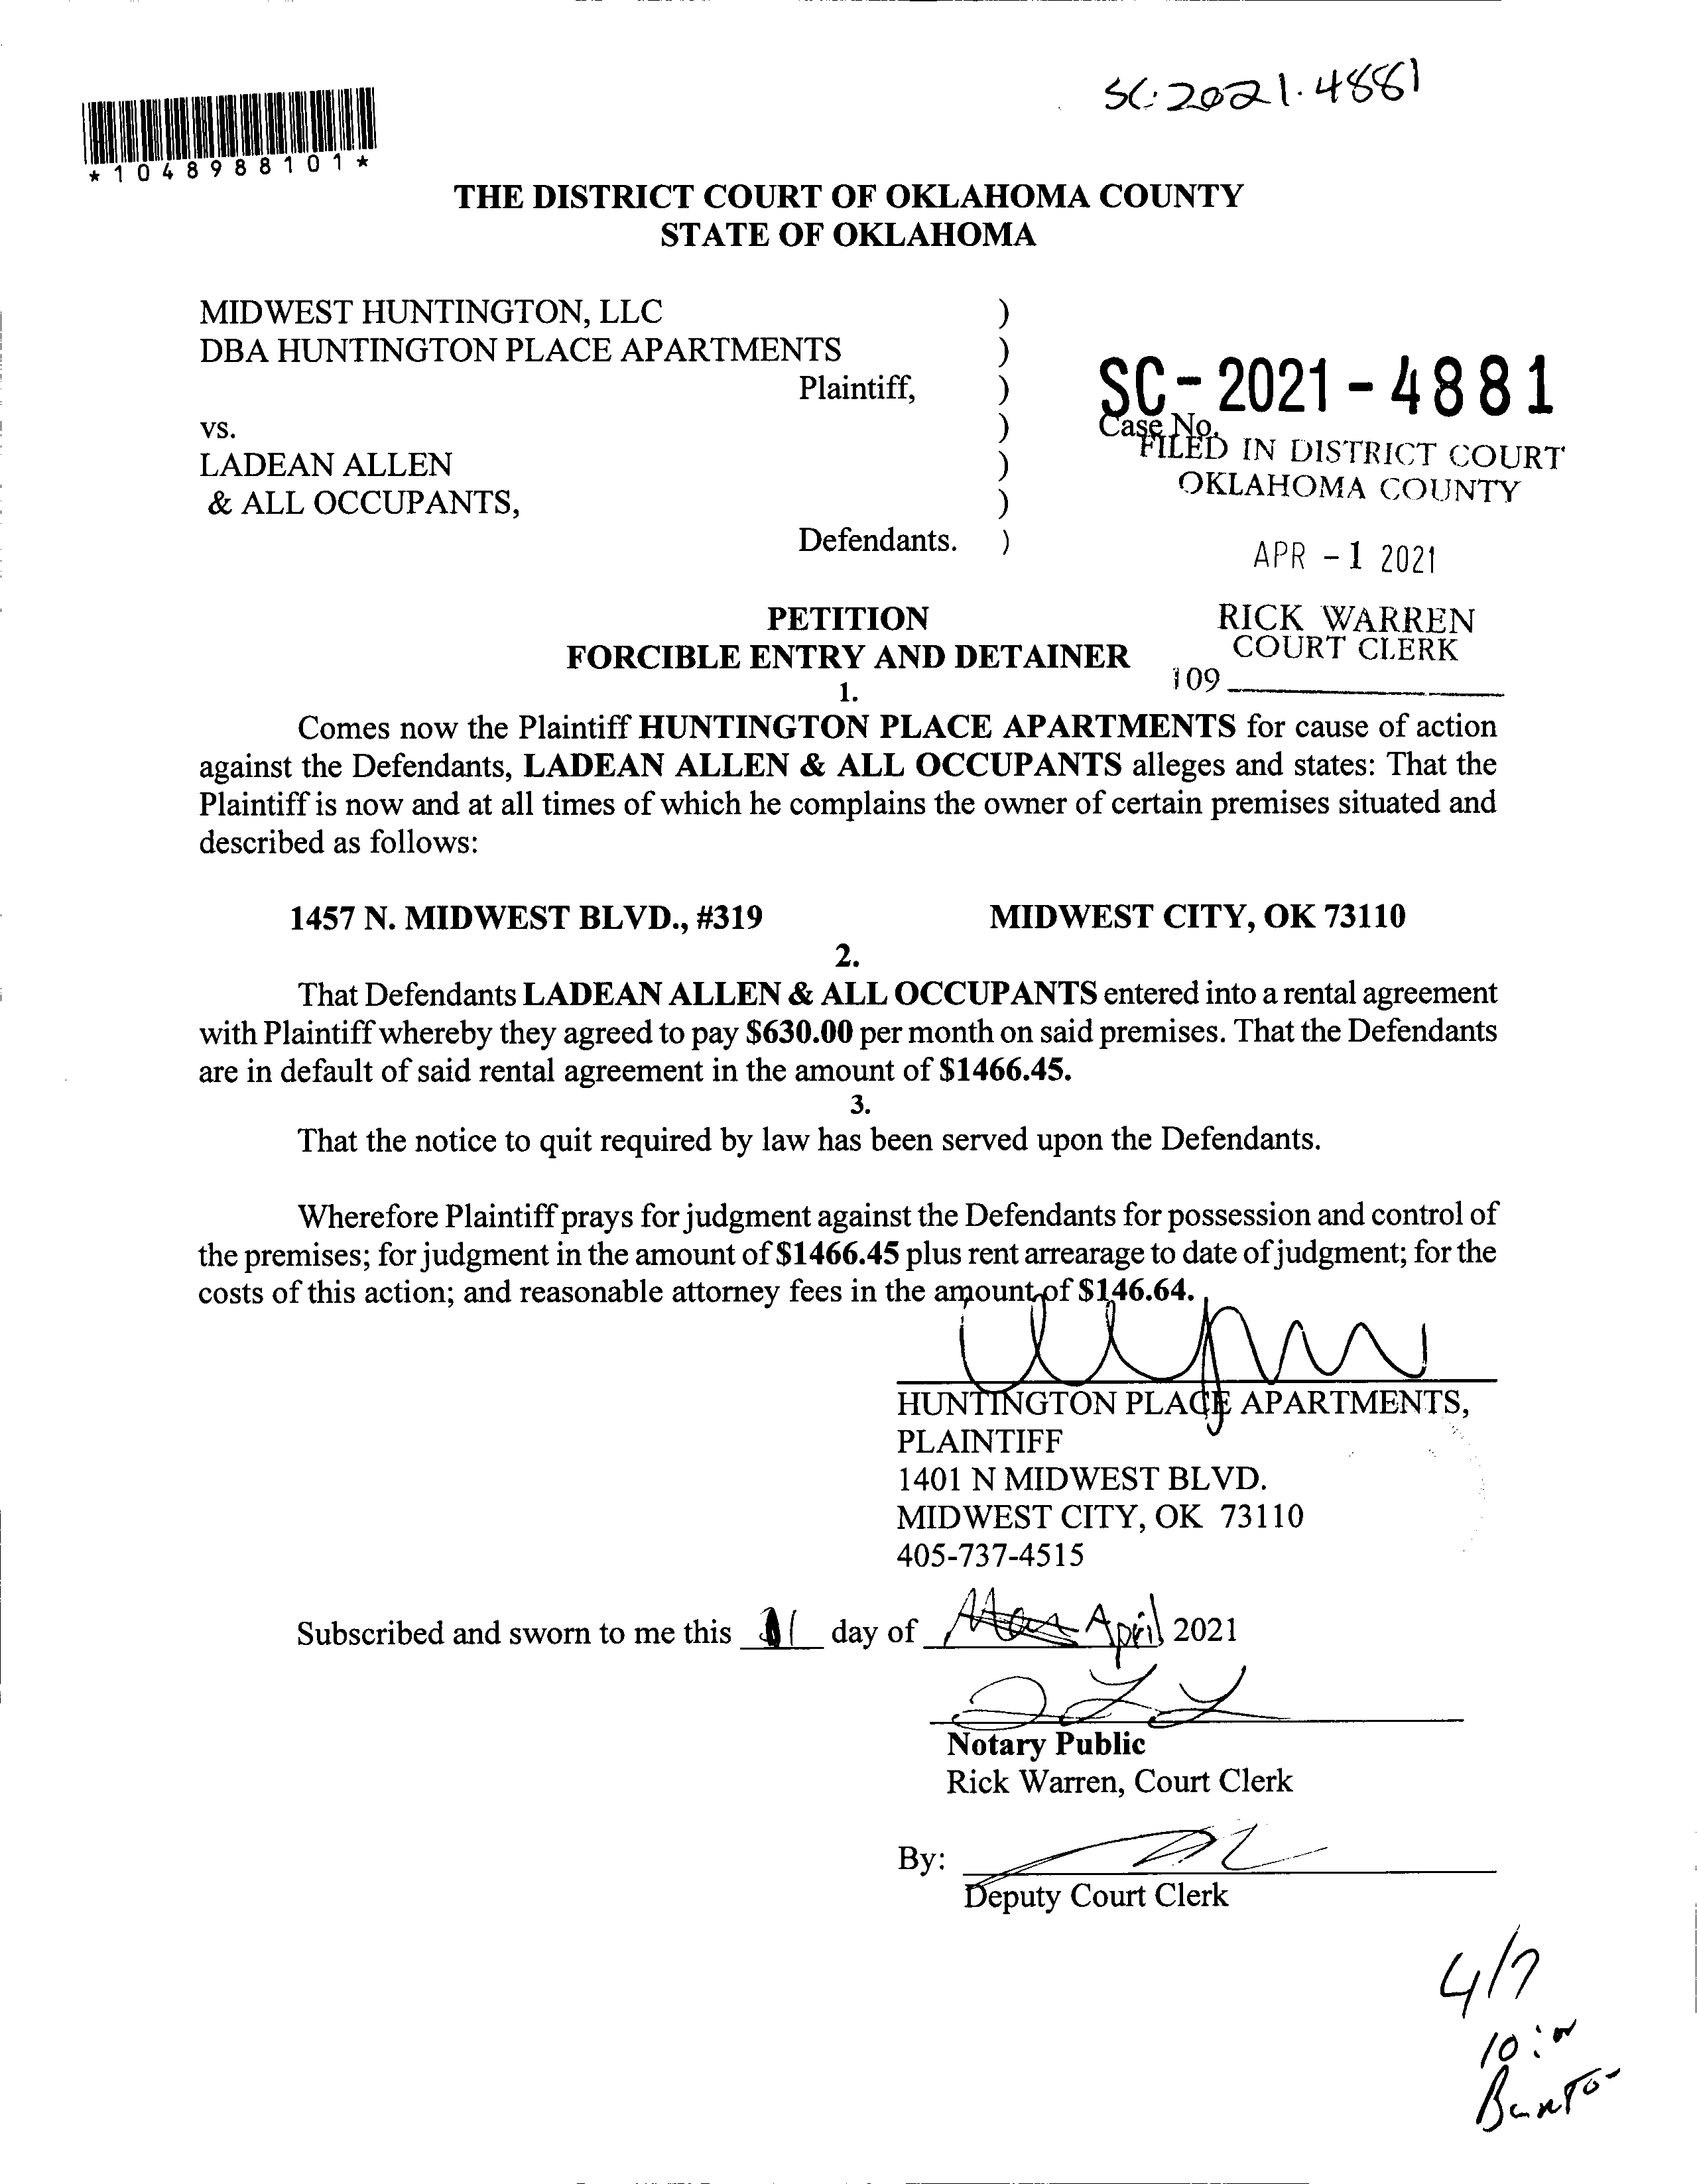 SC-2021-4881
*1048988101*
THE DISTRICT COURT OF OKLAHOMA COUNTY
STATE OF OKLAHOMA
MIDWEST HUNTINGTON, LLC )
DBA HUNTINGTON PLACE APARTMENTS )
Plaintiff, )
SC-2021-4881
vs. )
Case No.
FILED IN DISTRICT COURT
LADEAN ALLEN )
OKLAHOMA COUNTY
& ALL OCCUPANTS, )
Defendants. )
APR -1 2021
PETITION
RICK WARREN
FORCIBLE ENTRY AND DETAINER
COURT CLERK
109
1.
Comes now the Plaintiff HUNTINGTON PLACE APARTMENTS for cause of action
against the Defendants, LADEAN ALLEN & ALL OCCUPANTS alleges and states: That the
Plaintiff is now and at all times of which he complains the owner of certain premises situated and
described as follows:
1457 N. MIDWEST BLVD., #319 MIDWEST CITY, OK 73110
2.
That Defendants LADEAN ALLEN & ALL OCCUPANTS entered into a rental agreement
with Plaintiff whereby they agreed to pay $630.00 per month on said premises. That the Defendants
are in default of said rental agreement in the amount of $1466.45.
3.
That the notice to quit required by law has been served upon the Defendants.
Wherefore Plaintiff prays for judgment against the Defendants for possession and control of
the premises; for judgment in the amount of $1466.45 plus rent arrearage to date of judgment; for the
costs of this action; and reasonable attorney fees in the amount of $146.64.
HUNTINGTON PLACE APARTMENTS,
PLAINTIFF
1401 N MIDWEST BLVD.
MIDWEST CITY, OK 73110
405-737-4515
Subscribed and sworn to me this 1 day of April 2021
Notary Public
Rick Warren, Court Clerk
By:
Deputy Court Clerk
4/7